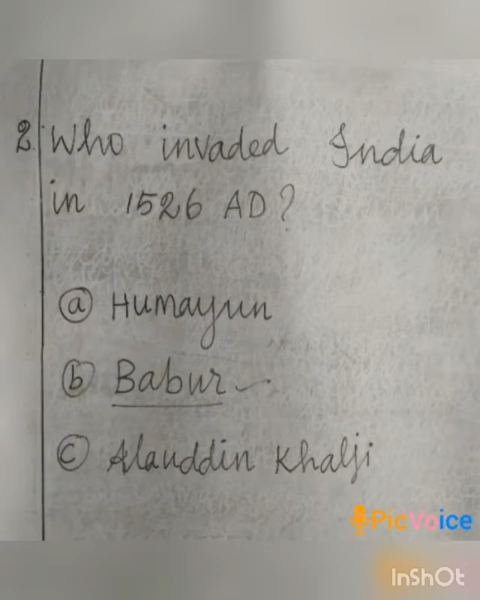 2. Who invaded India
in 1526 AD?
ⓐ Humayun
ⓑ Babur
ⓒ Alauddin Khalji
PicVoice
InShOt